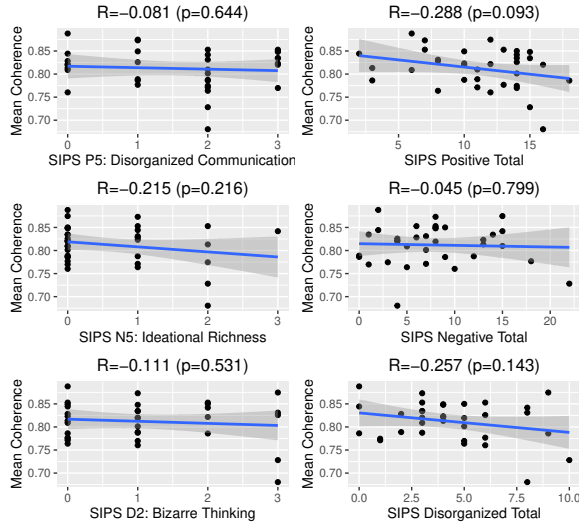 R=−0.081 (p=0.644)
Mean Coherence
0.85
0.80
0.75
0.70
0 1 2 3
SIPS P5: Disorganized Communication
R=−0.288 (p=0.093)
Mean Coherence
0.85
0.80
0.75
0.70
5 10 15
SIPS Positive Total
R=−0.215 (p=0.216)
Mean Coherence
0.85
0.80
0.75
0.70
0 1 2 3
SIPS N5: Ideational Richness
R=−0.045 (p=0.799)
Mean Coherence
0.85
0.80
0.75
0.70
0 5 10 15 20
SIPS Negative Total
R=−0.111 (p=0.531)
Mean Coherence
0.85
0.80
0.75
0.70
0 1 2 3
SIPS D2: Bizarre Thinking
R=−0.257 (p=0.143)
Mean Coherence
0.85
0.80
0.75
0.70
0.0 2.5 5.0 7.5 10.0
SIPS Disorganized Total